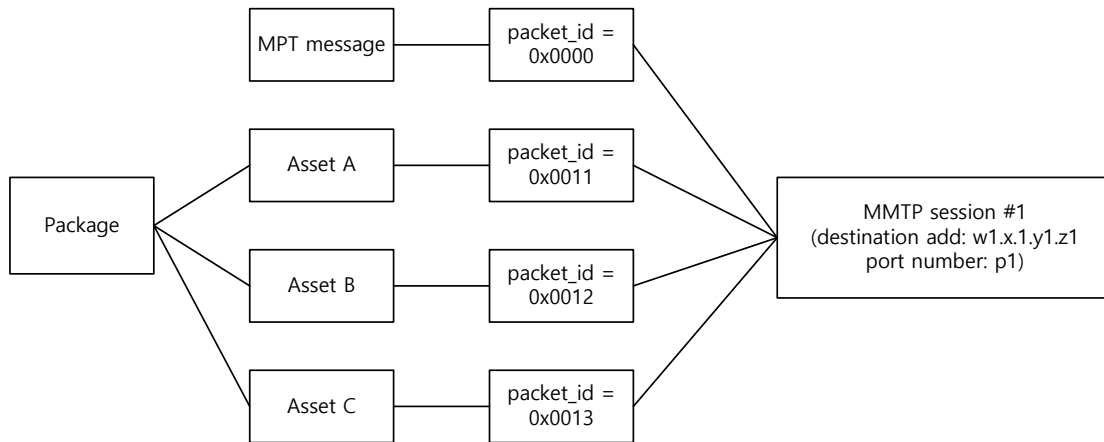 MPT message
packet_id =
0x0000
Asset A
packet_id =
0x0011
Package
MMTP session #1
(destination add: w1.x.1.y1.z1
port number: p1)
Asset B
packet_id =
0x0012
Asset C
packet_id =
0x0013